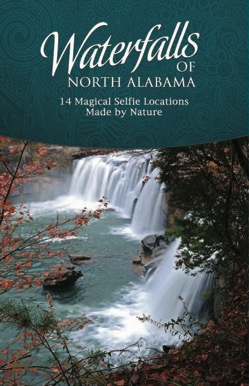 Waterfalls
OF
NORTH ALABAMA
14 Magical Selfie Locations
Made by Nature